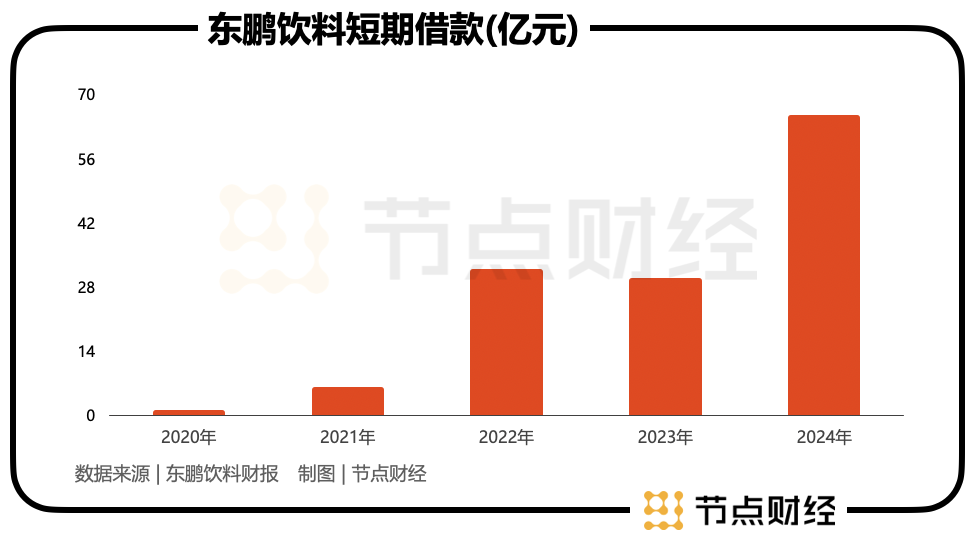 东鹏饮料短期借款(亿元)
70
56
42
28
14
0
节点财经
2020年 2021年 2022年 2023年 2024年
数据来源 | 东鹏饮料财报 制图 | 节点财经
节点财经